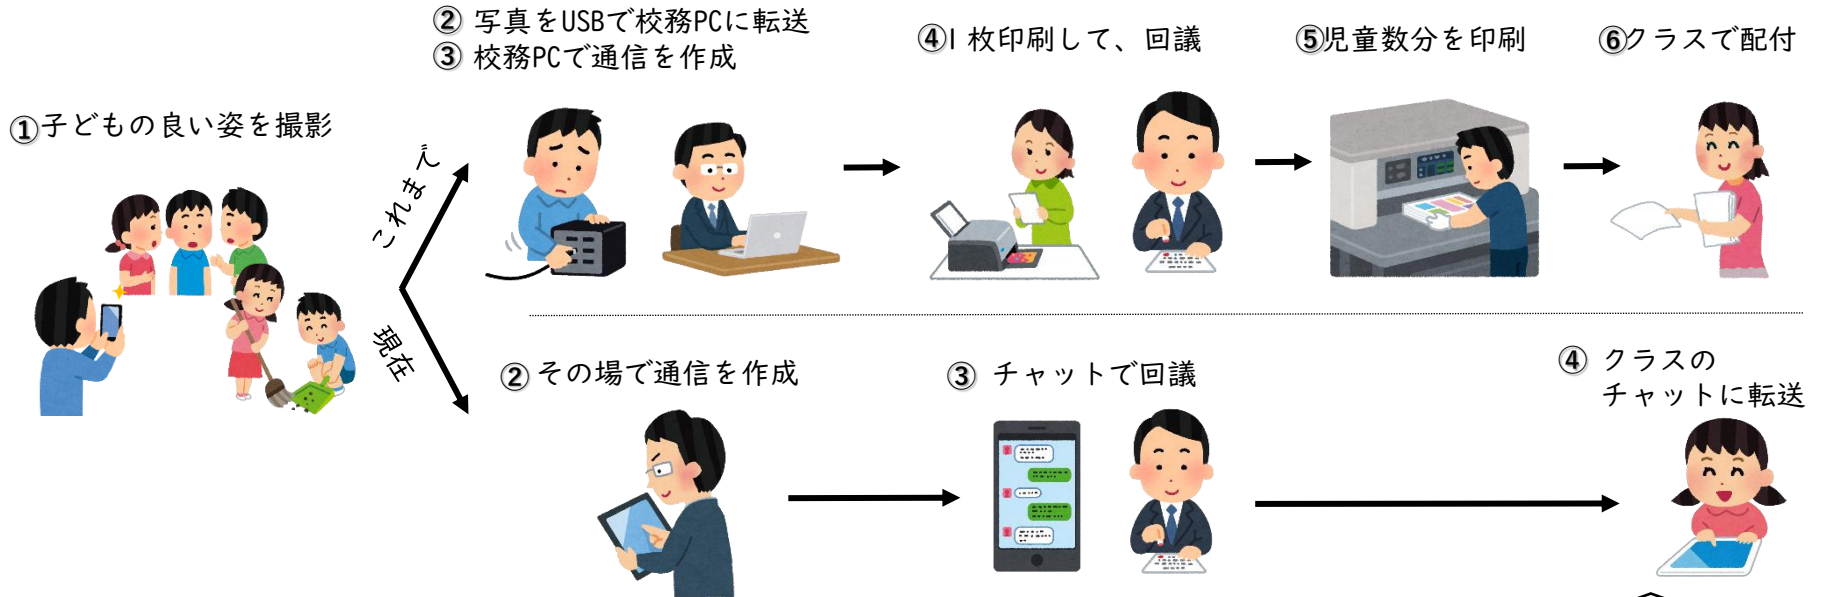 ①子どもの良い姿を撮影
これまで
② 写真をUSBで校務PCに転送
③ 校務PCで通信を作成
④1枚印刷して、回議
⑤児童数分を印刷
⑥クラスで配付
現在
② その場で通信を作成
③ チャットで回議
④ クラスの
チャットに転送